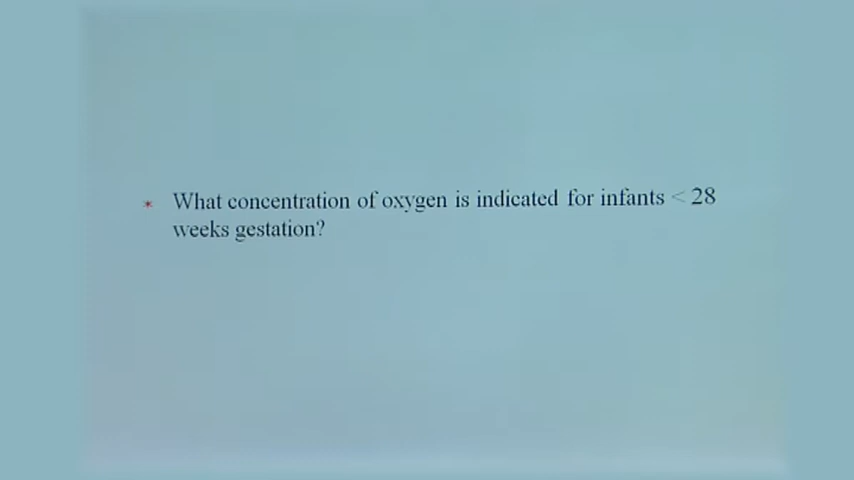 * What concentration of oxygen is indicated for infants < 28
weeks gestation?